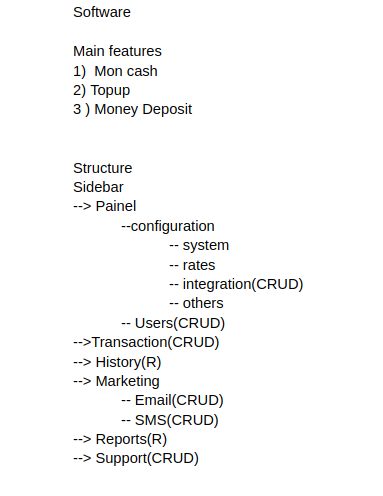 Software
Main features
1)  Mon cash
2) Topup
3 ) Money Deposit
Structure
Sidebar
--> Painel
--configuration
-- system
-- rates
-- integration(CRUD)
-- others
-- Users(CRUD)
-->Transaction(CRUD)
--> History(R)
--> Marketing
-- Email(CRUD)
-- SMS(CRUD)
--> Reports(R)
--> Support(CRUD)